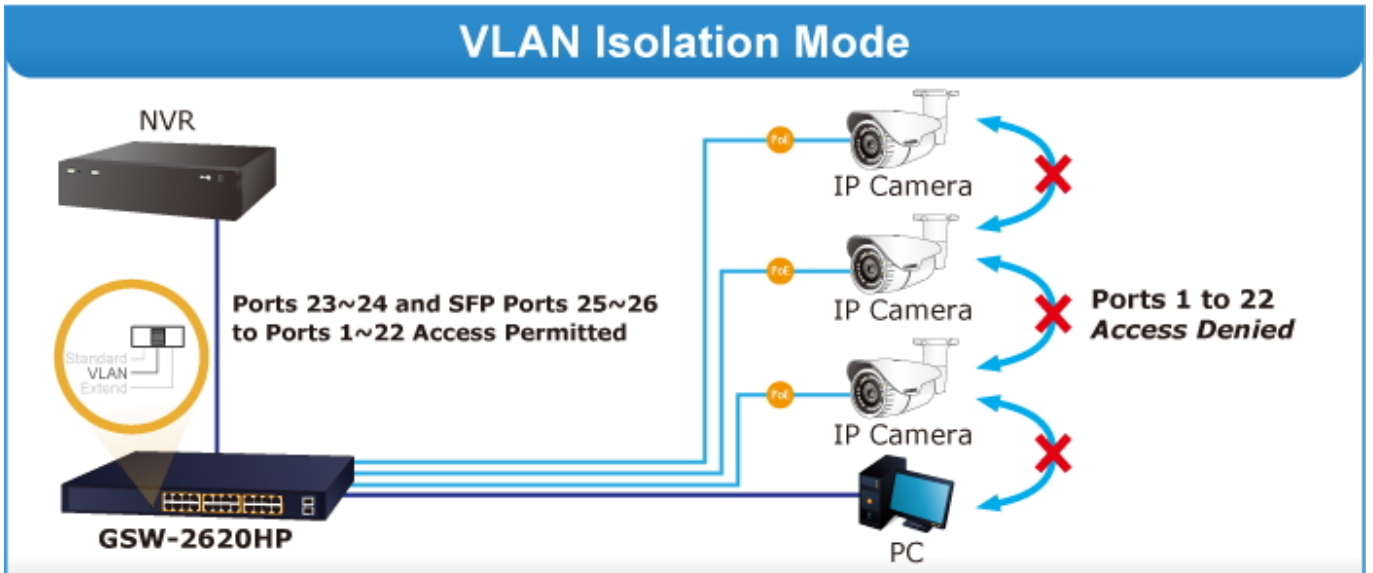 VLAN Isolation Mode
NVR
Ports 23~24 and SFP Ports 25~26
to Ports 1~22 Access Permitted
Standard
VLAN
Extend
GSW-2620HP
PoE
IP Camera
PoE
IP Camera
PoE
IP Camera
PC
Ports 1 to 22
Access Denied